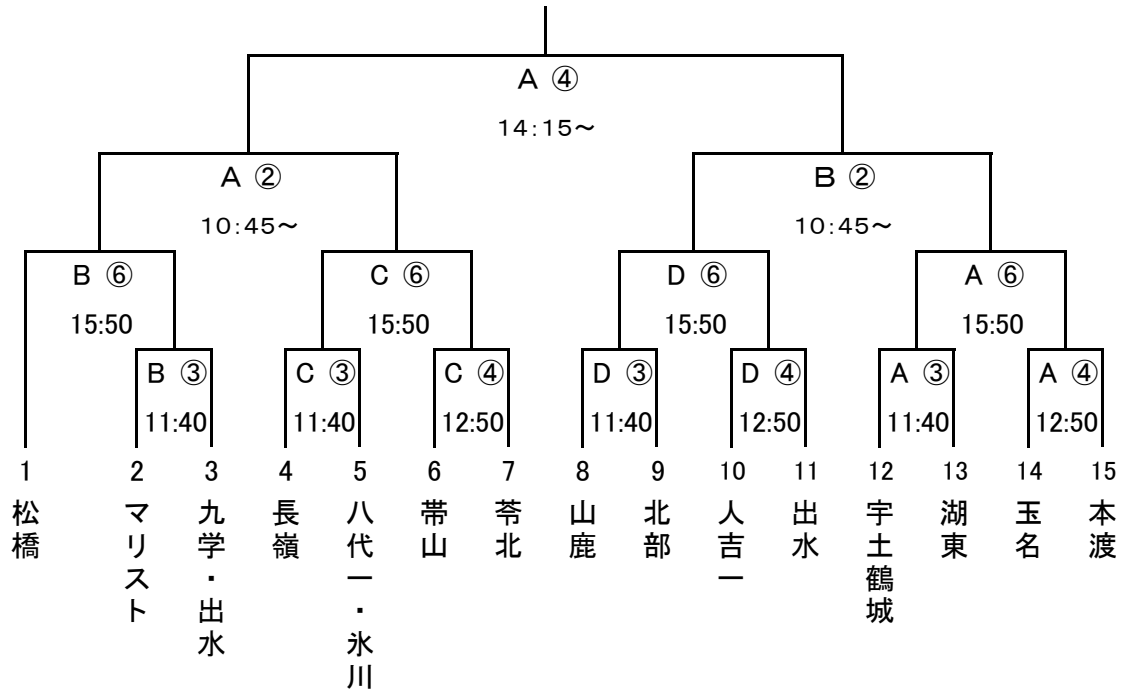 A ④
14:15～
A ②
B ②
10:45～
10:45～
B ⑥
C ⑥
D ⑥
A ⑥
15:50
15:50
15:50
15:50
B ③
C ③
C ④
D ③
D ④
A ③
A ④
11:40
11:40
12:50
11:40
12:50
11:40
12:50
1
2
3
4
5
6
7
8
9
10
11
12
13
14
15
松橋
マリスト
九学・出水
長嶺
八代一・氷川
帯山
苓北
山鹿
北部
人吉一
出水
宇土鶴城
湖東
玉名
本渡